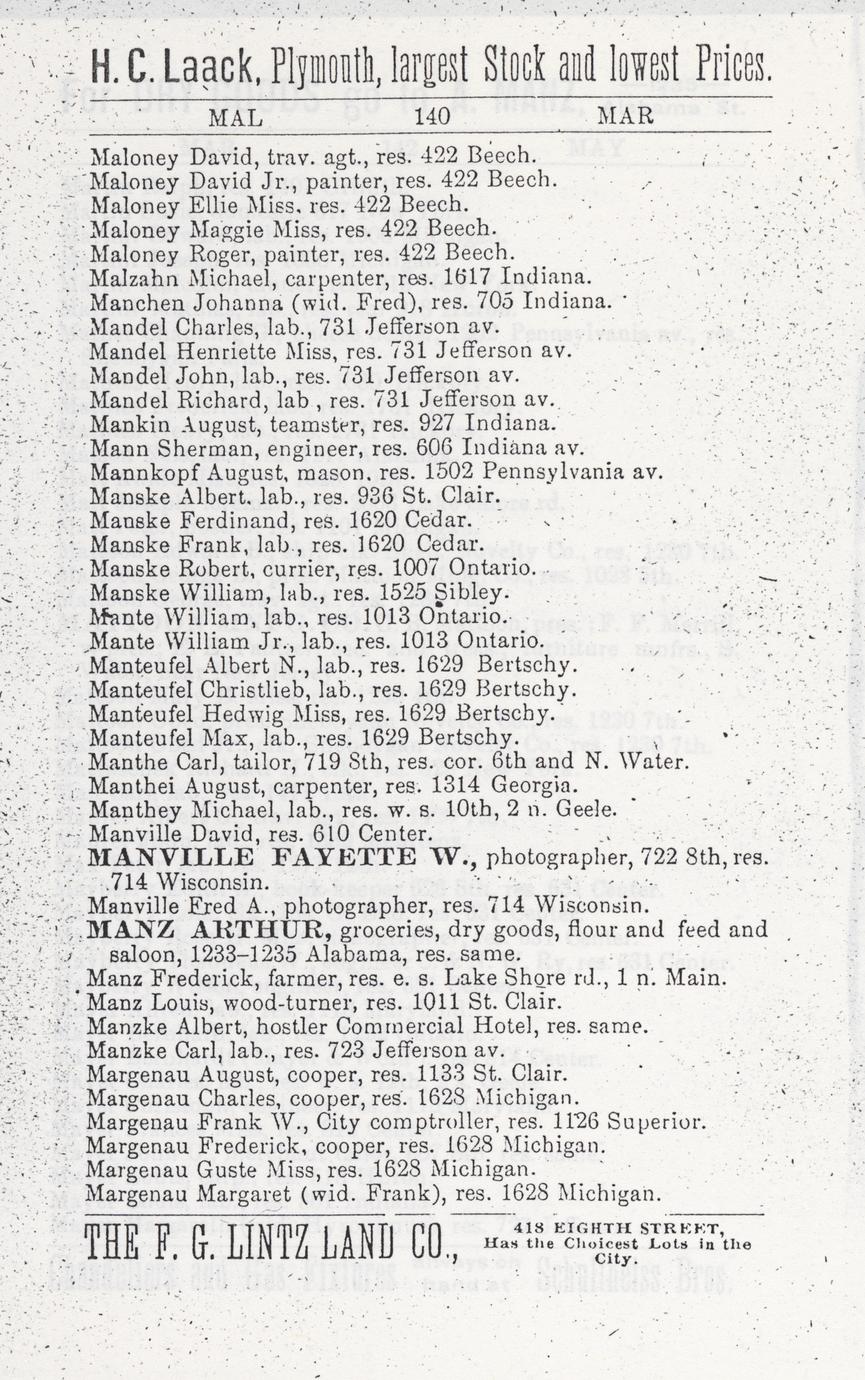 H. C. Laack, Plymouth, largest Stock and lowest Prices.
MAL 140 MAR
Maloney David, trav. agt., res. 422 Beech.
Maloney David Jr., painter, res. 422 Beech.
Maloney Ellie Miss, res. 422 Beech.
Maloney Maggie Miss, res. 422 Beech.
Maloney Roger, painter, res. 422 Beech.
Malzahn Michael, carpenter, res. 1617 Indiana.
Manchen Johanna (wid. Fred), res. 705 Indiana.
Mandel Charles, lab., 731 Jefferson av.
Mandel Henriette Miss, res. 731 Jefferson av.
Mandel John, lab., res. 731 Jefferson av.
Mandel Richard, lab , res. 731 Jefferson av.
Mankin August, teamster, res. 927 Indiana.
Mann Sherman, engineer, res. 606 Indiana av.
Mannkopf August, mason, res. 1502 Pennsylvania av.
Manske Albert, lab., res. 936 St. Clair.
Manske Ferdinand, res. 1620 Cedar.
Manske Frank, lab., res. 1620 Cedar.
Manske Robert, currier, res. 1007 Ontario.
Manske William, lab., res. 1525 Sibley.
Mante William, lab., res. 1013 Ontario.
Mante William Jr., lab., res. 1013 Ontario.
Manteufel Albert N., lab., res. 1629 Bertschy.
Manteufel Christlieb, lab., res. 1629 Bertschy.
Manteufel Hedwig Miss, res. 1629 Bertschy.
Manteufel Max, lab., res. 1629 Bertschy.
Manthe Carl, tailor, 719 8th, res. cor. 6th and N. Water.
Manthei August, carpenter, res. 1314 Georgia.
Manthey Michael, lab., res. w. s. 10th, 2 n. Geele.
Manville David, res. 610 Center.
MANVILLE FAYETTE W., photographer, 722 8th, res.
714 Wisconsin.
Manville Fred A., photographer, res. 714 Wisconsin.
MANZ ARTHUR, groceries, dry goods, flour and feed and
saloon, 1233-1235 Alabama, res. same.
Manz Frederick, farmer, res. e. s. Lake Shore rd., 1 n. Main.
Manz Louis, wood-turner, res. 1011 St. Clair.
Manzke Albert, hostler Commercial Hotel, res. same.
Manzke Carl, lab., res. 723 Jefferson av.
Margenau August, cooper, res. 1133 St. Clair.
Margenau Charles, cooper, res. 1628 Michigan.
Margenau Frank W., City comptroller, res. 1126 Superior.
Margenau Frederick, cooper, res. 1628 Michigan.
Margenau Guste Miss, res. 1628 Michigan.
Margenau Margaret (wid. Frank), res. 1628 Michigan.
THE F. G. LINTZ LAND CO., 418 EIGHTH STREET,
Has the Choicest Lots in the
City.